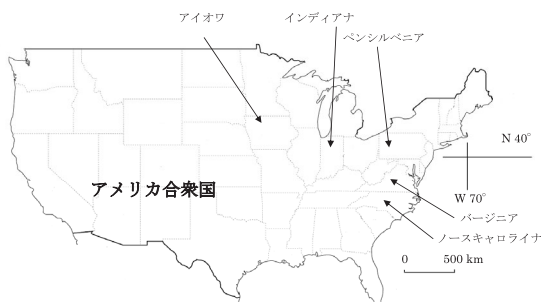 アイオワ
インディアナ
ペンシルベニア
N 40°
アメリカ合衆国
W 70°
バージニア
ノースキャロライナ
0 500 km